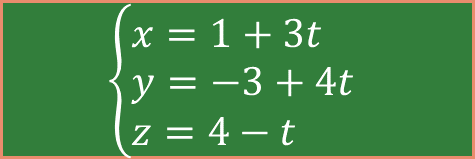 x = 1 + 3t
y = −3 + 4t
z = 4 − t